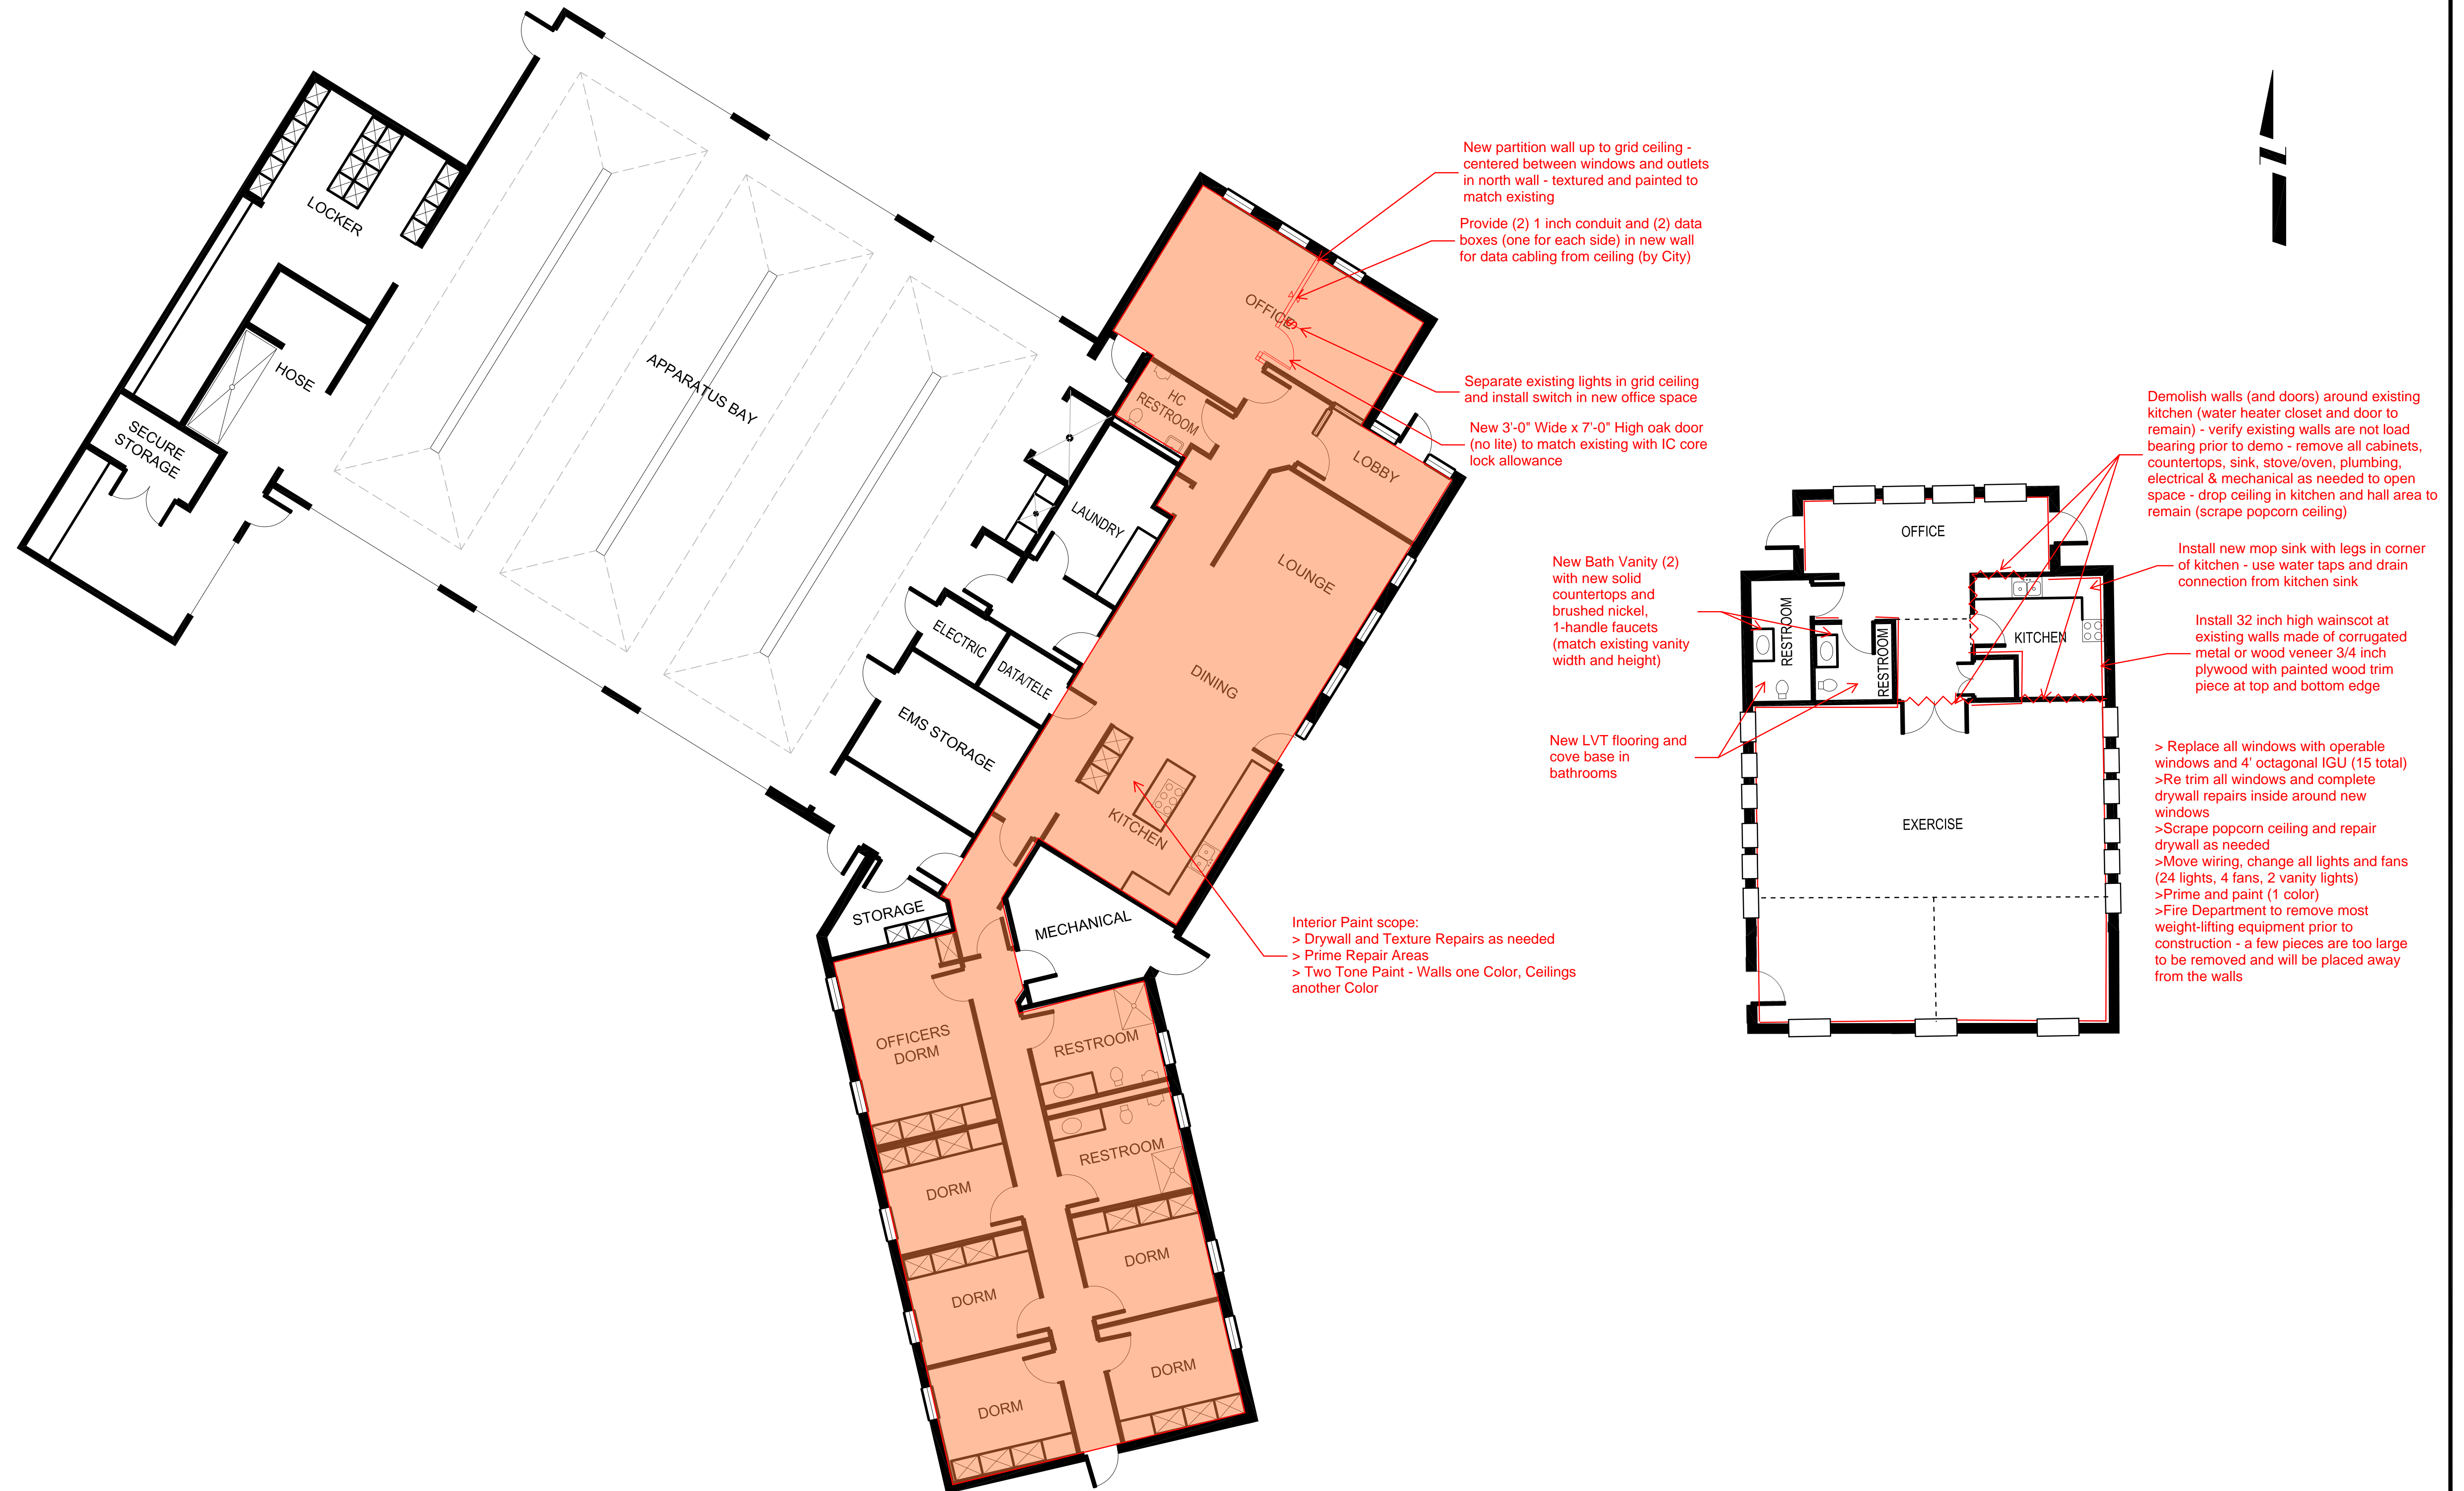 New partition wall up to grid ceiling -
centered between windows and outlets
in north wall - textured and painted to
match existing
Provide (2) 1 inch conduit and (2) data
boxes (one for each side) in new wall
for data cabling from ceiling (by City)
Separate existing lights in grid ceiling
and install switch in new office space
New 3'-0" Wide x 7'-0" High oak door
(no lite) to match existing with IC core
lock allowance
LOCKER
HOSE
SECURE
STORAGE
APPARATUS BAY
OFFICE
HC
RESTROOM
LOBBY
LAUNDRY
LOUNGE
ELECTRIC
DATA/TELE
DINING
EMS STORAGE
KITCHEN
STORAGE
MECHANICAL
Interior Paint scope:
> Drywall and Texture Repairs as needed
> Prime Repair Areas
> Two Tone Paint - Walls one Color, Ceilings
another Color
OFFICERS
DORM
RESTROOM
RESTROOM
DORM
DORM
DORM
DORM
DORM
Demolish walls (and doors) around existing
kitchen (water heater closet and door to
remain) - verify existing walls are not load
bearing prior to demo - remove all cabinets,
countertops, sink, stove/oven, plumbing,
electrical & mechanical as needed to open
space - drop ceiling in kitchen and hall area to
remain (scrape popcorn ceiling)
Install new mop sink with legs in corner
of kitchen - use water taps and drain
connection from kitchen sink
Install 32 inch high wainscot at
existing walls made of corrugated
metal or wood veneer 3/4 inch
plywood with painted wood trim
piece at top and bottom edge
New Bath Vanity (2)
with new solid
countertops and
brushed nickel,
1-handle faucets
(match existing vanity
width and height)
New LVT flooring and
cove base in
bathrooms
OFFICE
RESTROOM
RESTROOM
KITCHEN
EXERCISE
> Replace all windows with operable
windows and 4' octagonal IGU (15 total)
>Re trim all windows and complete
drywall repairs inside around new
windows
>Scrape popcorn ceiling and repair
drywall as needed
>Move wiring, change all lights and fans
(24 lights, 4 fans, 2 vanity lights)
>Prime and paint (1 color)
>Fire Department to remove most
weight-lifting equipment prior to
construction - a few pieces are too large
to be removed and will be placed away
from the walls